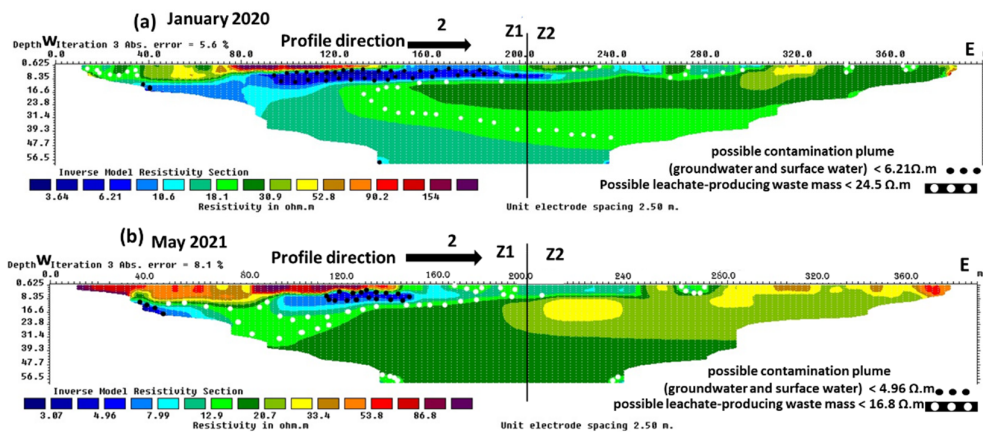 (a) January 2020
2
Z1 Z2
Profile direction
W
E
Depth Iteration 3 Abs. error = 5.6 %
0.0 40.0 80.0 120.0 160.0 200.0 240.0 280.0 320.0 360.0 m
0.625
8.35
16.6
23.8
31.4
39.3
47.7
56.5
possible contamination plume
(groundwater and surface water) < 6.21Ω.m
Possible leachate-producing waste mass < 24.5 Ω.m
Inverse Model Resistivity Section
3.64 6.21 10.6 18.1 30.9 52.8 90.2 154
Resistivity in ohm.m
Unit electrode spacing 2.50 m.
(b) May 2021
2
Z1 Z2
Profile direction
W
E
Depth Iteration 3 Abs. error = 8.1 %
0.0 40.0 80.0 120.0 160.0 200.0 240 260.0 320.0 360.0 m
0.625
8.35
16.6
23.8
31.4
39.3
47.7
56.5
possible contamination plume
(groundwater and surface water) < 4.96 Ω.m
possible leachate-producing waste mass < 16.8 Ω.m
Inverse Model Resistivity Section
3.07 4.96 7.99 12.9 20.7 33.4 53.8 86.8
Resistivity in ohm.m
Unit electrode spacing 2.50 m.